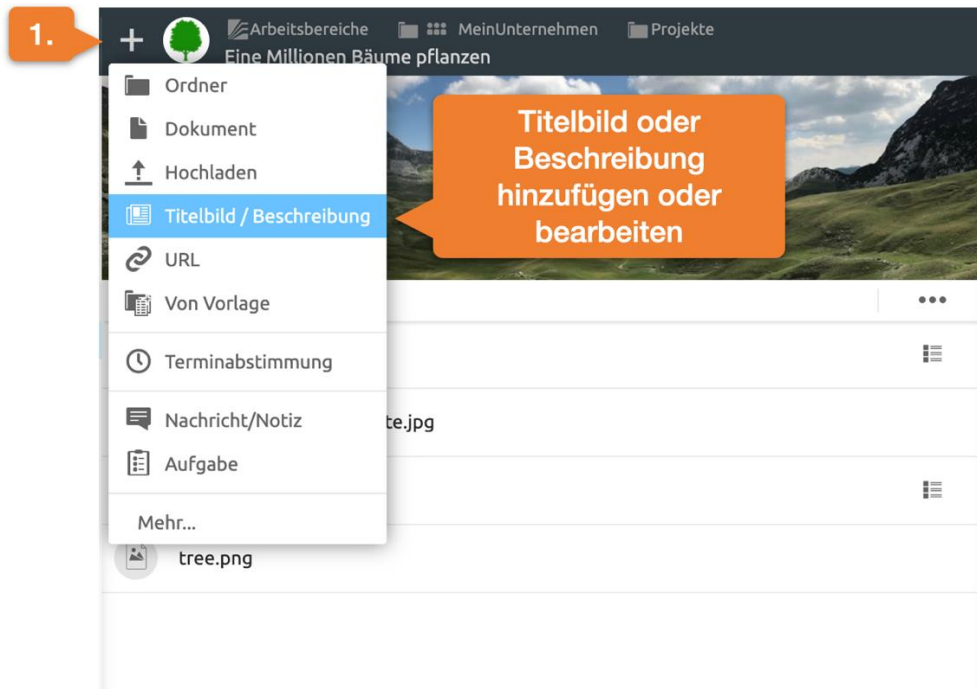 1.
Arbeitsbereiche MeinUnternehmen Projekte
Eine Millionen Bäume pflanzen
Ordner
Dokument
Hochladen
Titelbild / Beschreibung
URL
Von Vorlage
Terminabstimmung
Nachricht/Notiz
Aufgabe
Mehr...
Titelbild oder
Beschreibung
hinzufügen oder
bearbeiten
te.jpg
tree.png